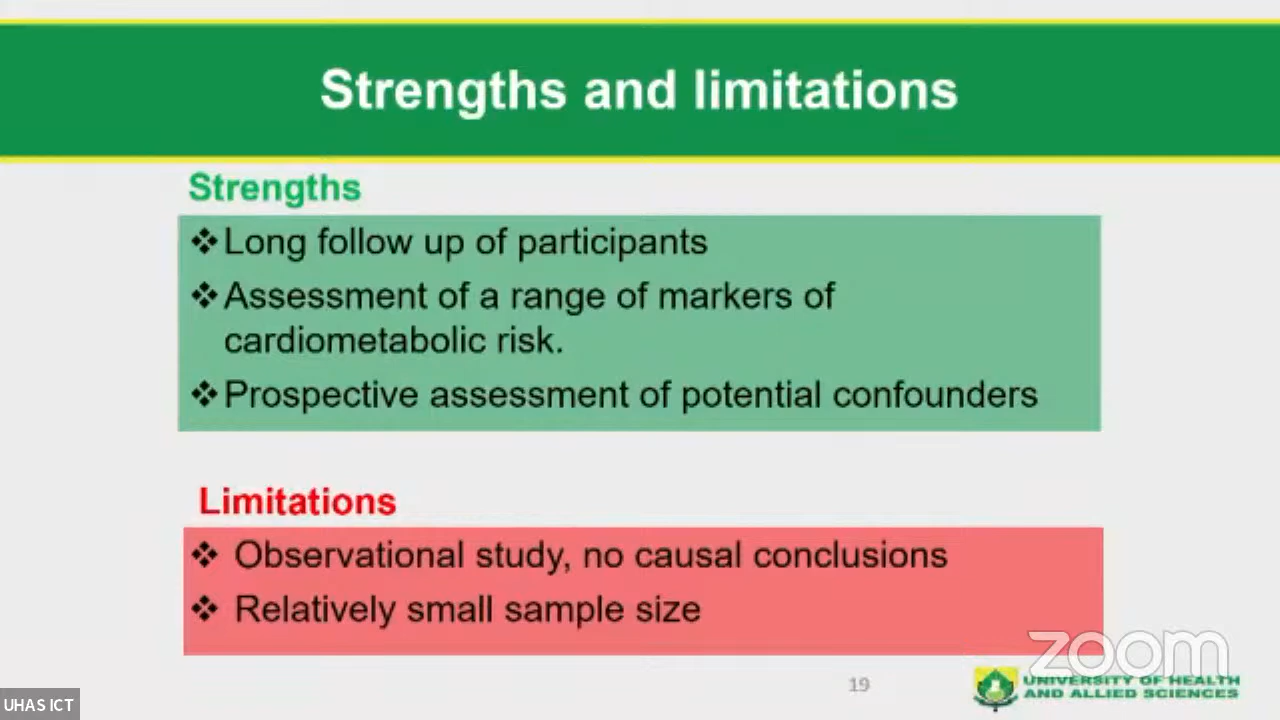 Strengths and limitations
Strengths
❖Long follow up of participants
❖Assessment of a range of markers of
cardiometabolic risk.
❖Prospective assessment of potential confounders
Limitations
❖ Observational study, no causal conclusions
❖ Relatively small sample size
zoom
19
UNIVERSITY OF HEALTH
AND ALLIED SCIENCES
UHAS ICT